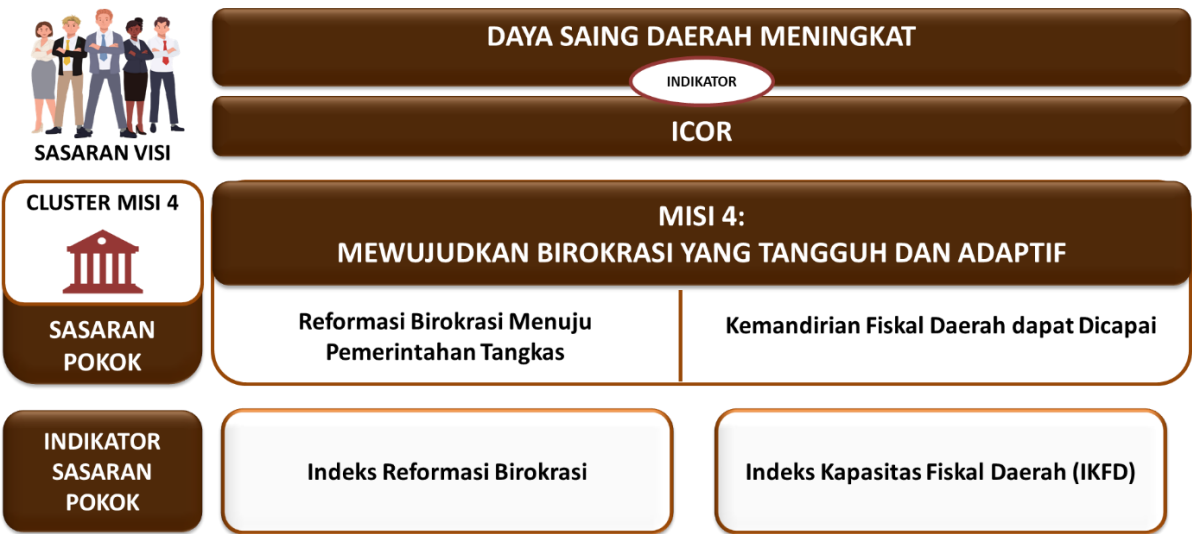 DAYA SAING DAERAH MENINGKAT
INDIKATOR
ICOR
SASARAN VISI
CLUSTER MISI 4
MISI 4:
MEWUJUDKAN BIROKRASI YANG TANGGUH DAN ADAPTIF
SASARAN
POKOK
Reformasi Birokrasi Menuju
Pemerintahan Tangkas
Kemandirian Fiskal Daerah dapat Dicapai
INDIKATOR
SASARAN
POKOK
Indeks Reformasi Birokrasi
Indeks Kapasitas Fiskal Daerah (IKFD)